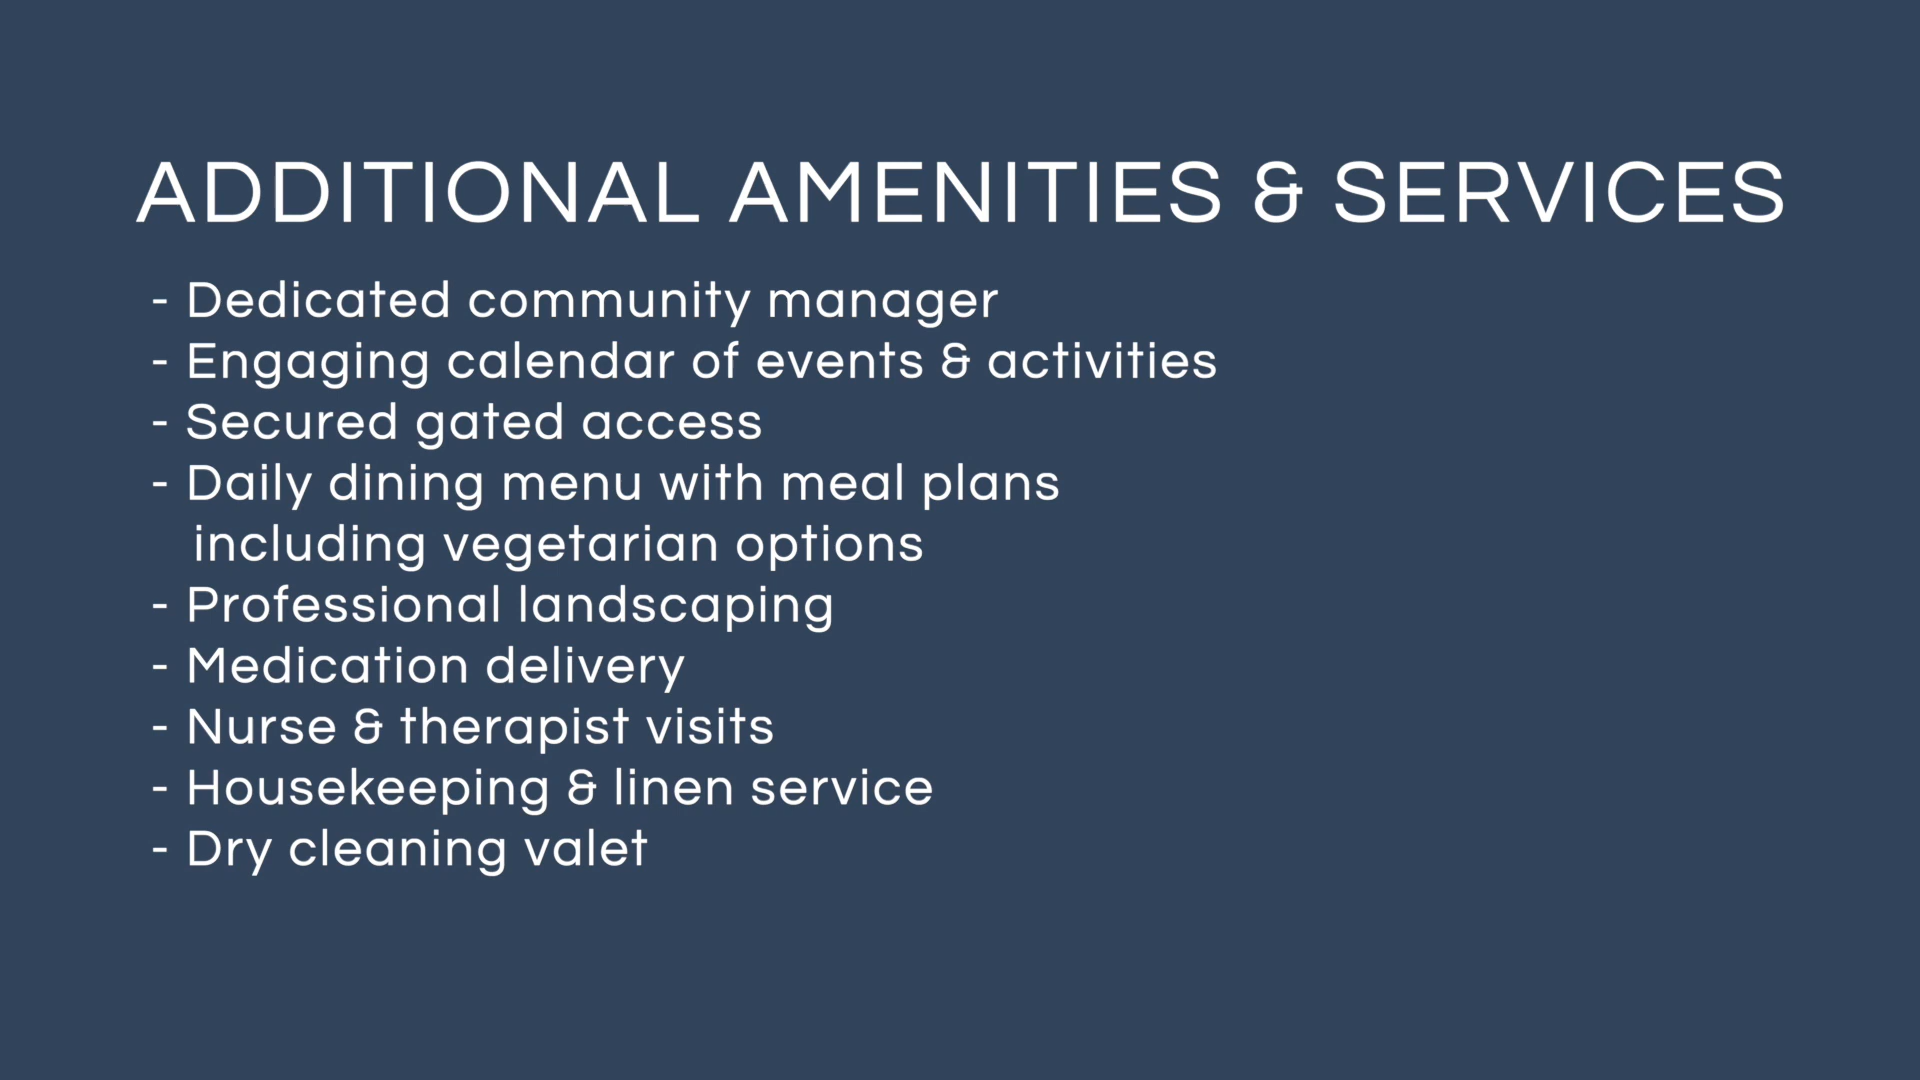 ADDITIONAL AMENITIES & SERVICES
- Dedicated community manager
- Engaging calendar of events & activities
- Secured gated access
- Daily dining menu with meal plans
including vegetarian options
- Professional landscaping
- Medication delivery
- Nurse & therapist visits
- Housekeeping & linen service
- Dry cleaning valet